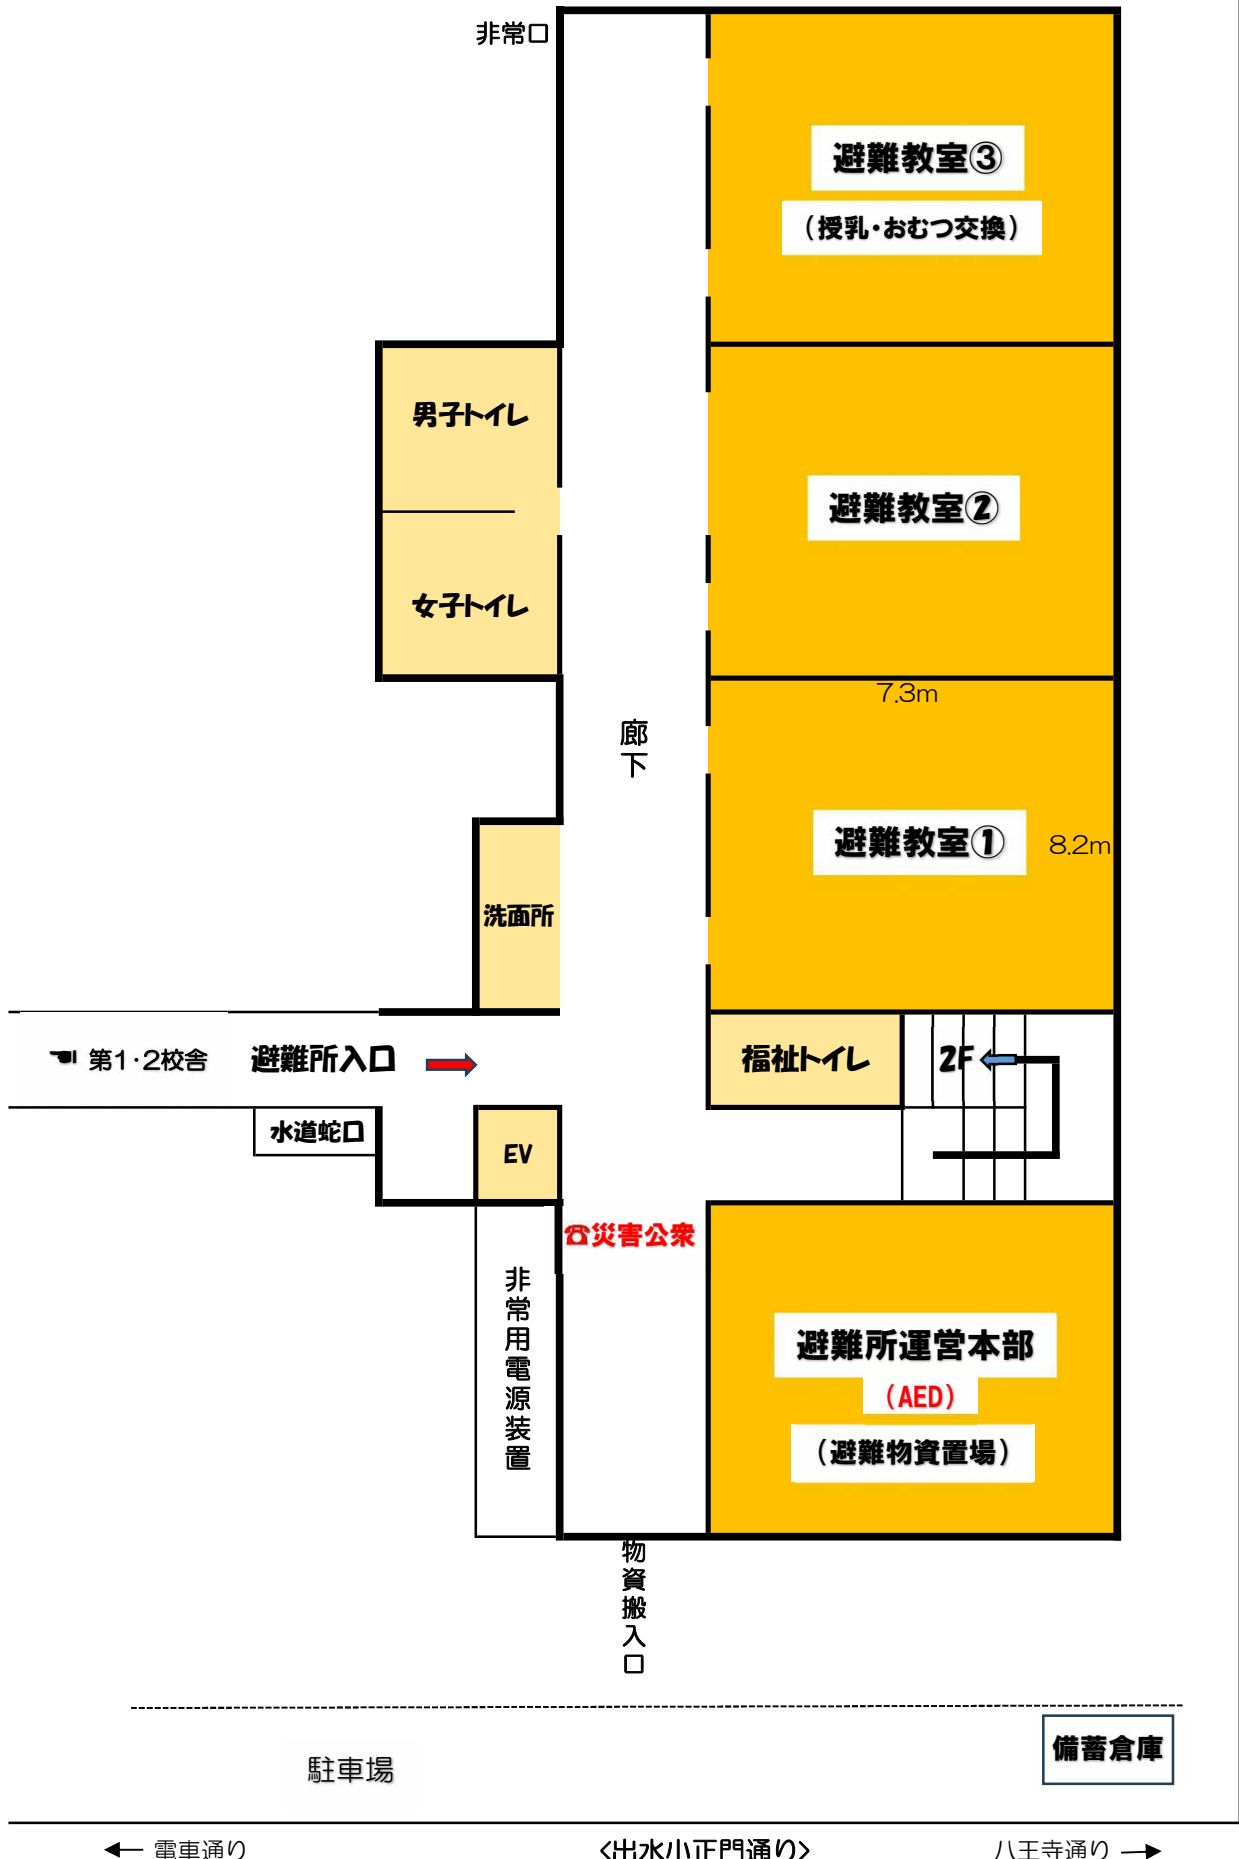 非常口
避難教室③
（授乳・おむつ交換）
男子トイレ
避難教室②
女子トイレ
7.3m
廊下
避難教室①
8.2m
洗面所
☚ 第1・2校舎
避難所入口
福祉トイレ
2F
水道蛇口
EV
☎災害公衆
非常用電源装置
避難所運営本部
（AED）
（避難物資置場）
物資搬入口
備蓄倉庫
駐車場
← 電車通り
<出水小正門通り>
八王寺通り →